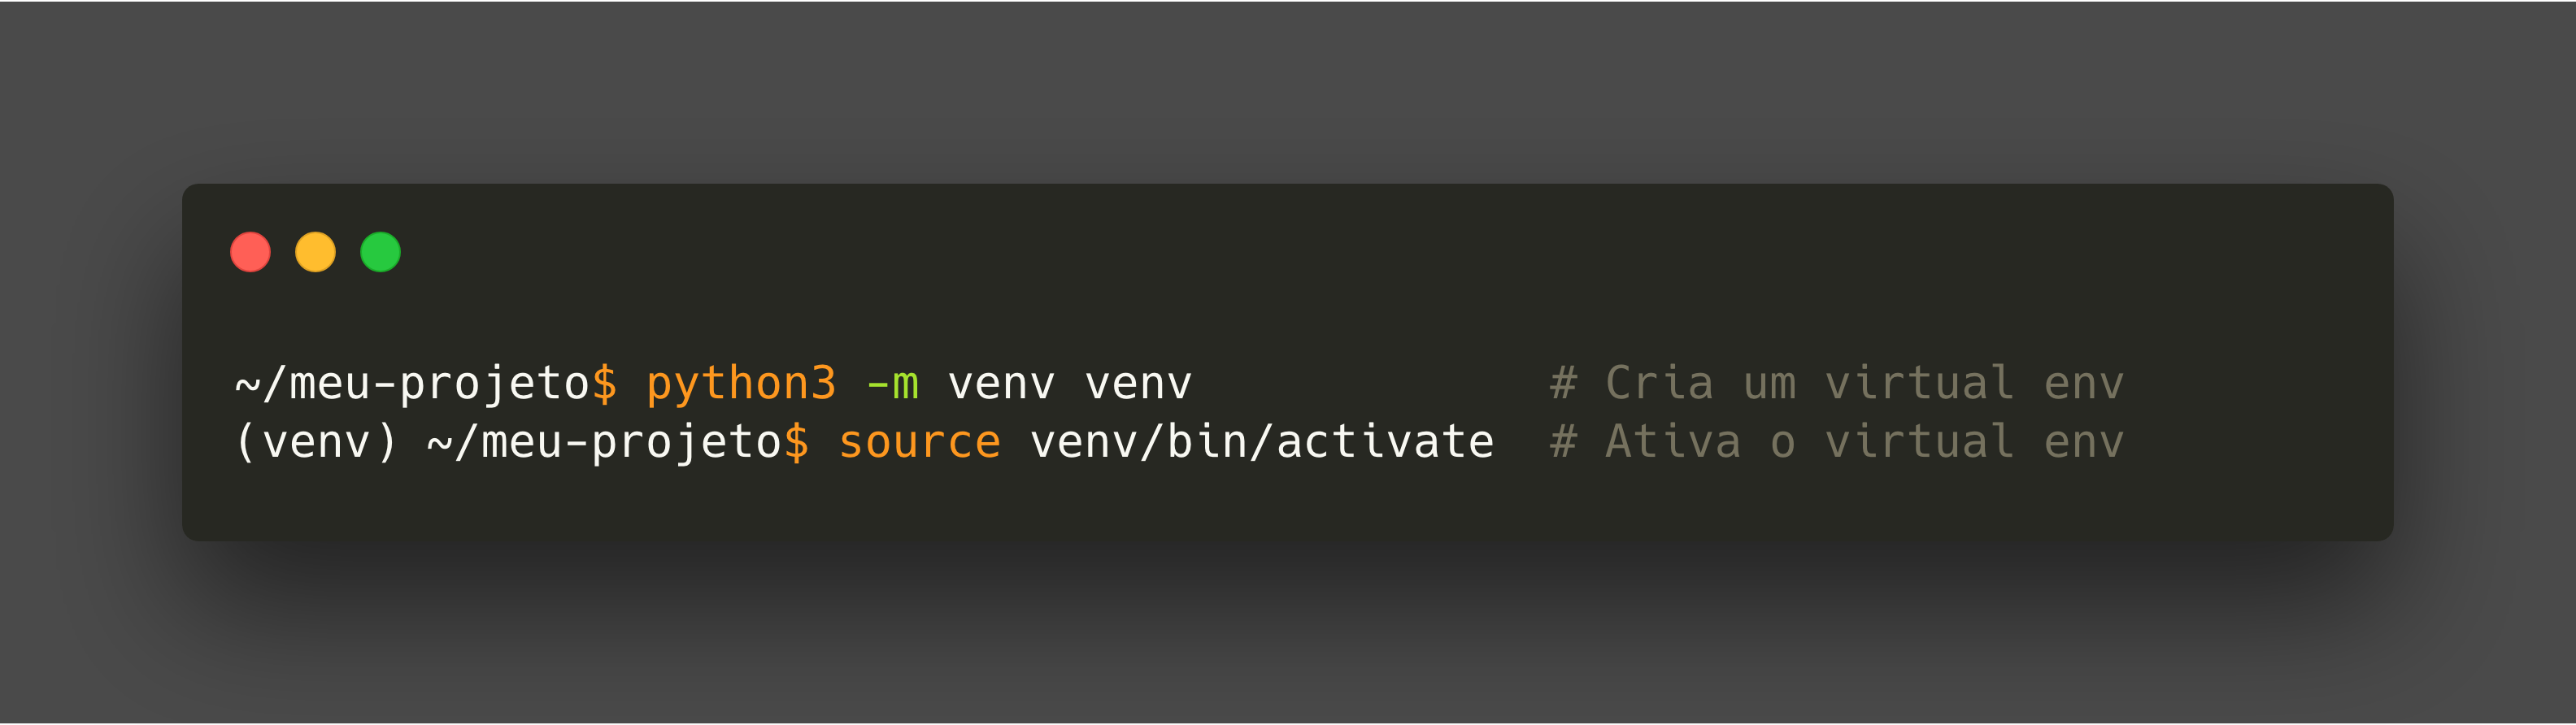 ~/meu-projeto$ python3 -m venv venv             # Cria um virtual env
(venv) ~/meu-projeto$ source venv/bin/activate  # Ativa o virtual env